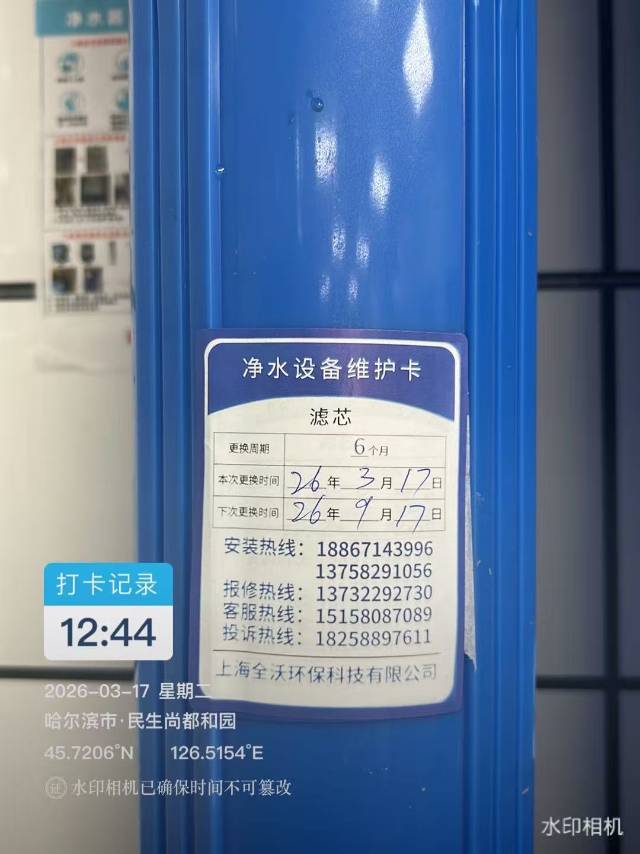 净水器
净水设备维护卡
滤芯
更换周期 6个月
本次更换时间 26年3月17日
下次更换时间 26年9月17日
安装热线：18867143996
13758291056
报修热线：13732292730
客服热线：15158087089
投诉热线：18258897611
上海全沃环保科技有限公司
打卡记录
12:44
2026-03-17 星期二
哈尔滨市·民生尚都和园
45.7206°N 126.5154°E
证 水印相机已确保时间不可篡改
水印相机